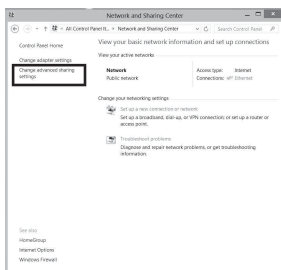 Network and Sharing Center
« All Control Panel It... › Network and Sharing Center
Search Control Panel
Control Panel Home
Change adapter settings
Change advanced sharing
settings
View your basic network information and set up connections
View your active networks
Network
Public network
Access type: Internet
Connections: Ethernet
Change your networking settings
Set up a new connection or network
Set up a broadband, dial-up, or VPN connection; or set up a router or
access point.
Troubleshoot problems
Diagnose and repair network problems, or get troubleshooting
information.
See also
HomeGroup
Internet Options
Windows Firewall